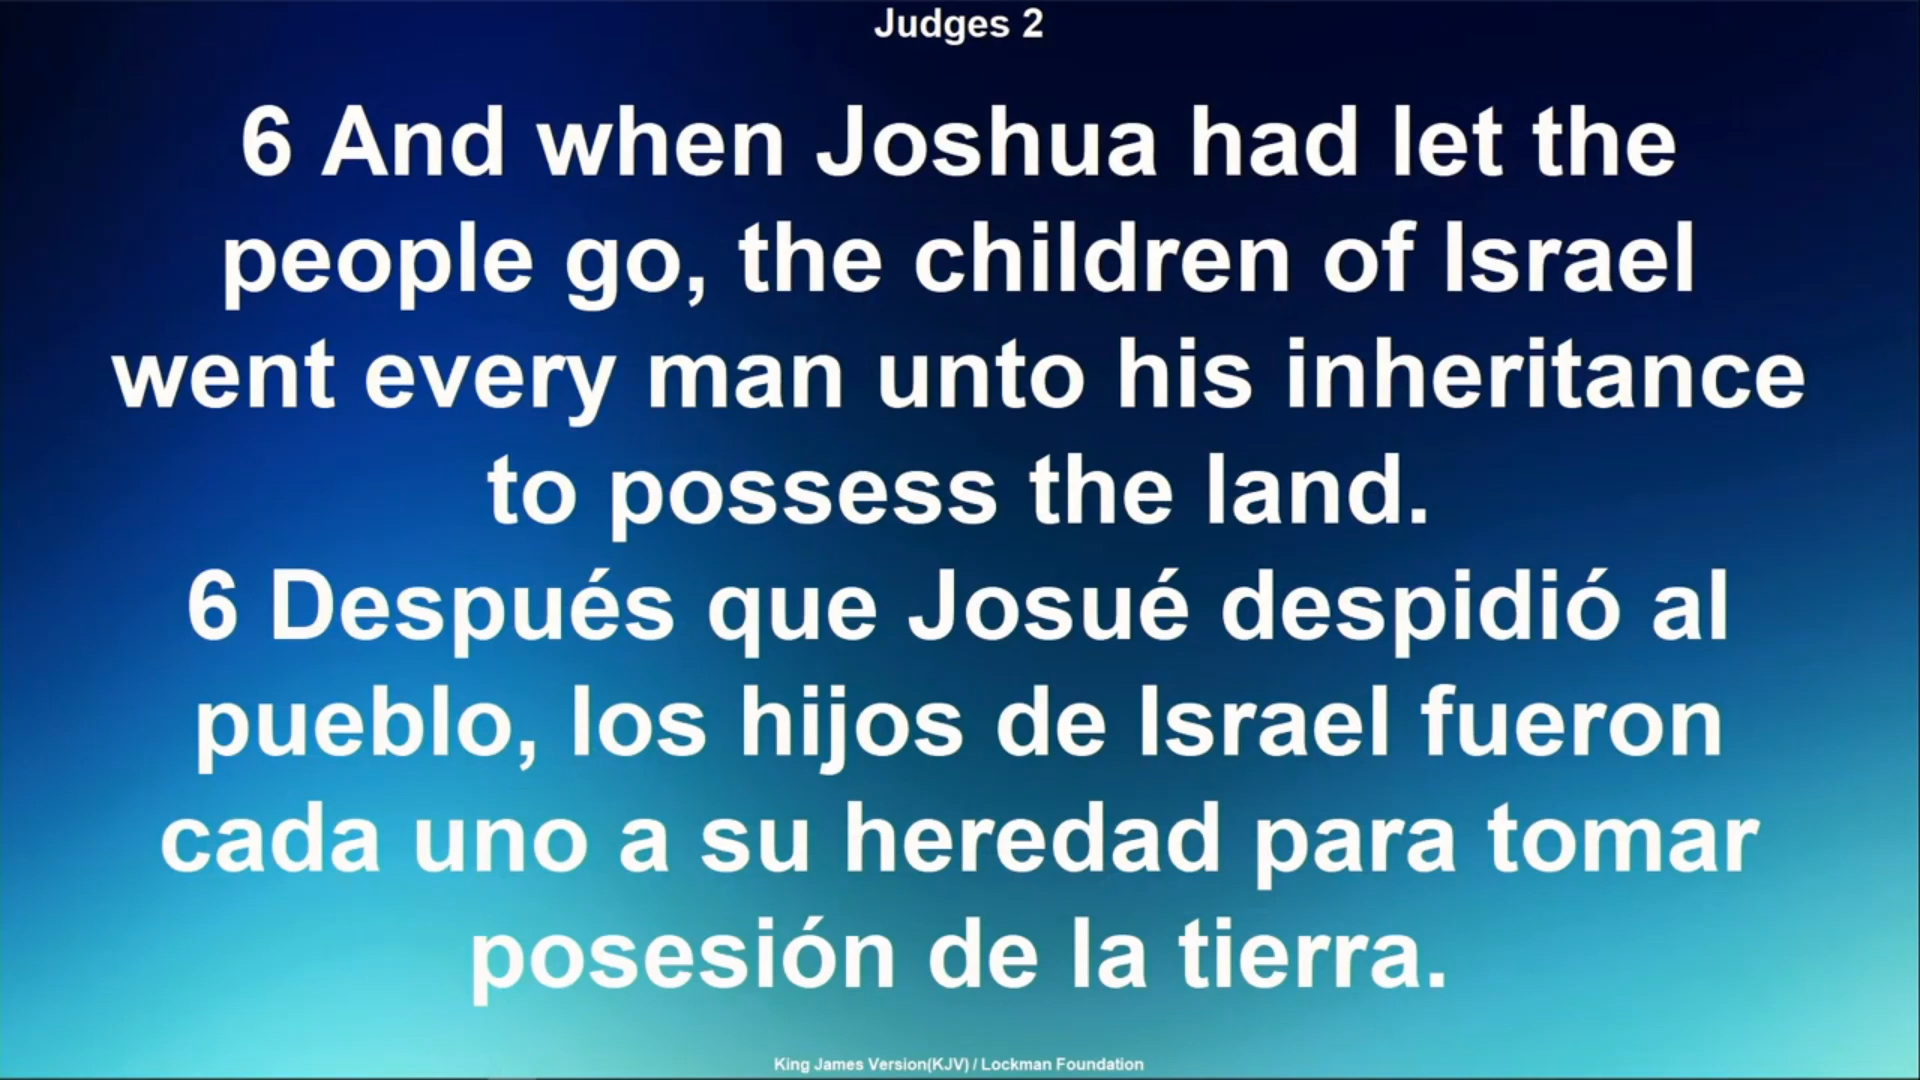 Judges 2
6 And when Joshua had let the
people go, the children of Israel
went every man unto his inheritance
to possess the land.
6 Después que Josué despidió al
pueblo, los hijos de Israel fueron
cada uno a su heredad para tomar
posesión de la tierra.
King James Version(KJV) / Lockman Foundation